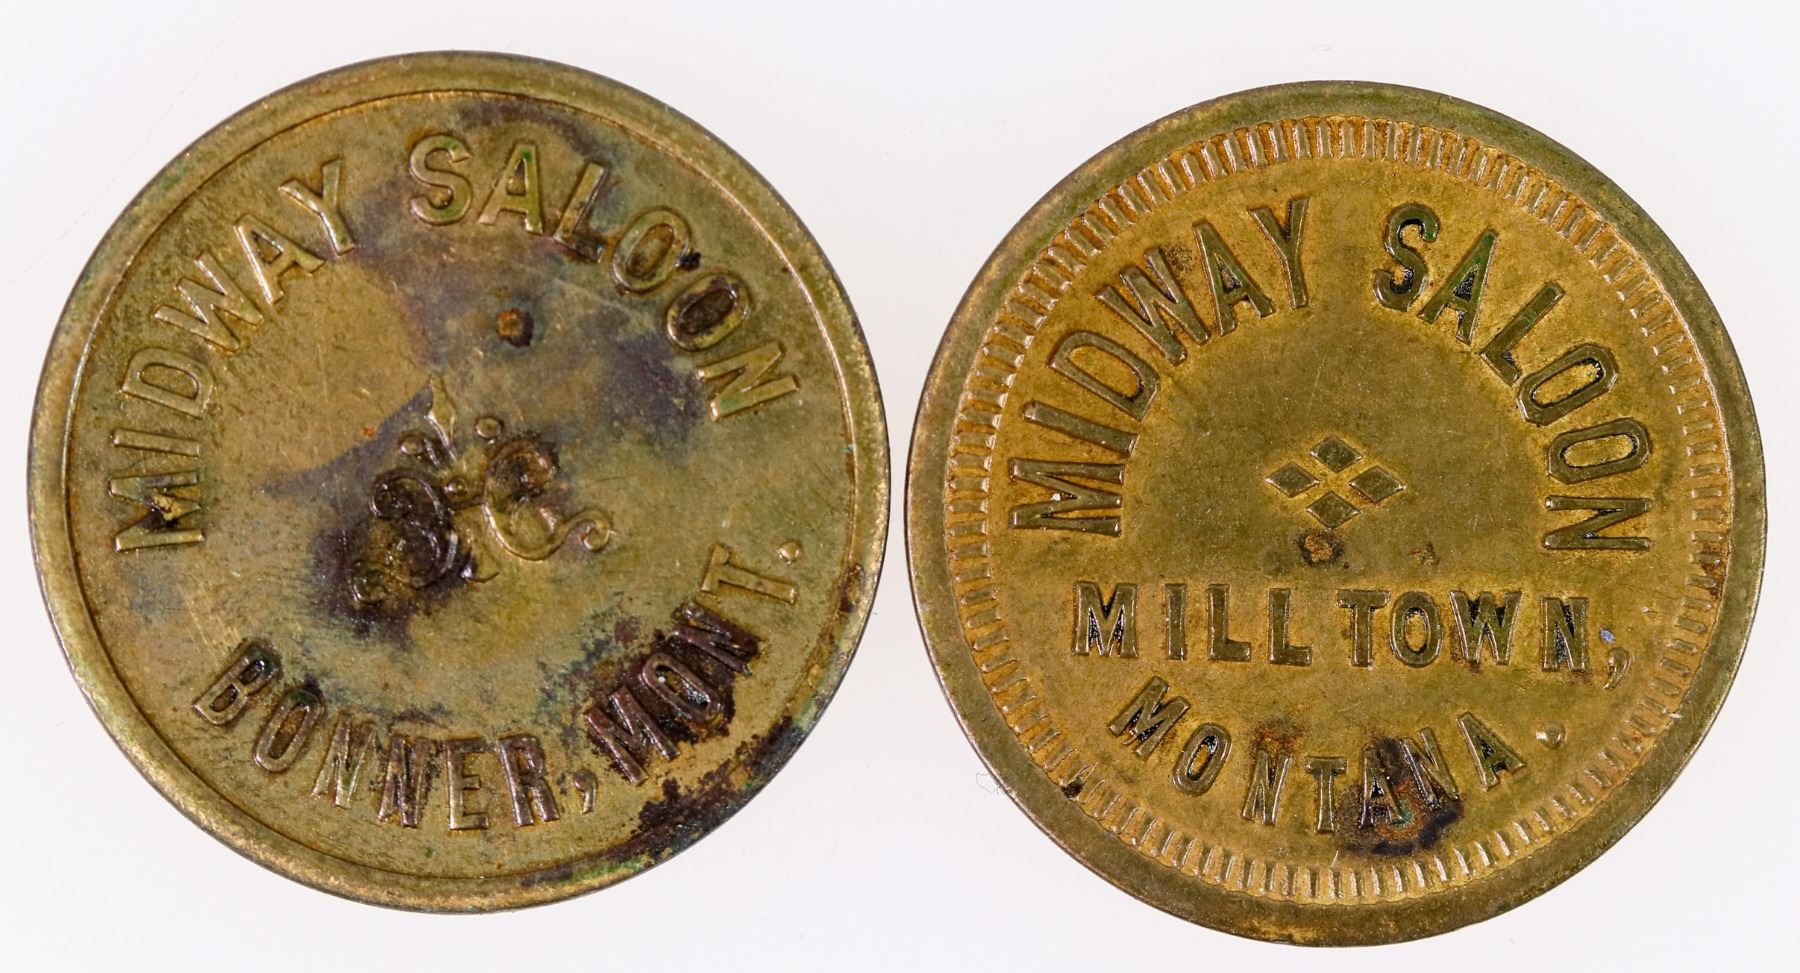 MIDWAY SALOON
BONNER, MONT.
MIDWAY SALOON
MILLTOWN,
MONTANA.